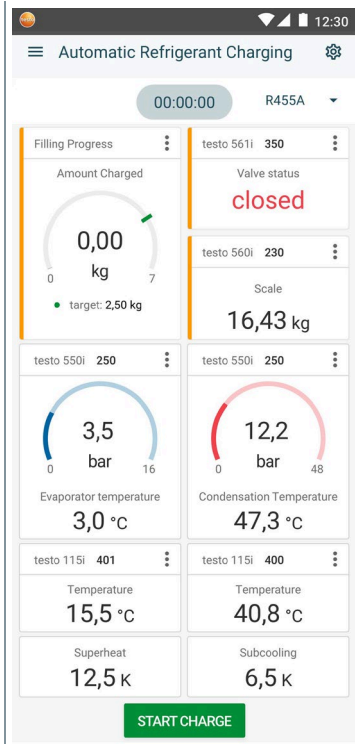 12:30
Automatic Refrigerant Charging
00:00:00 R455A
Filling Progress
Amount Charged
0,00
kg
0 7
target: 2,50 kg
testo 561i 350
Valve status
closed
testo 560i 230
Scale
16,43 kg
testo 550i 250
3,5
bar
0 16
Evaporator temperature
3,0 °C
testo 550i 250
12,2
bar
0 48
Condensation Temperature
47,3 °C
testo 115i 401
Temperature
15,5 °C
testo 115i 400
Temperature
40,8 °C
Superheat
12,5 K
Subcooling
6,5 K
START CHARGE